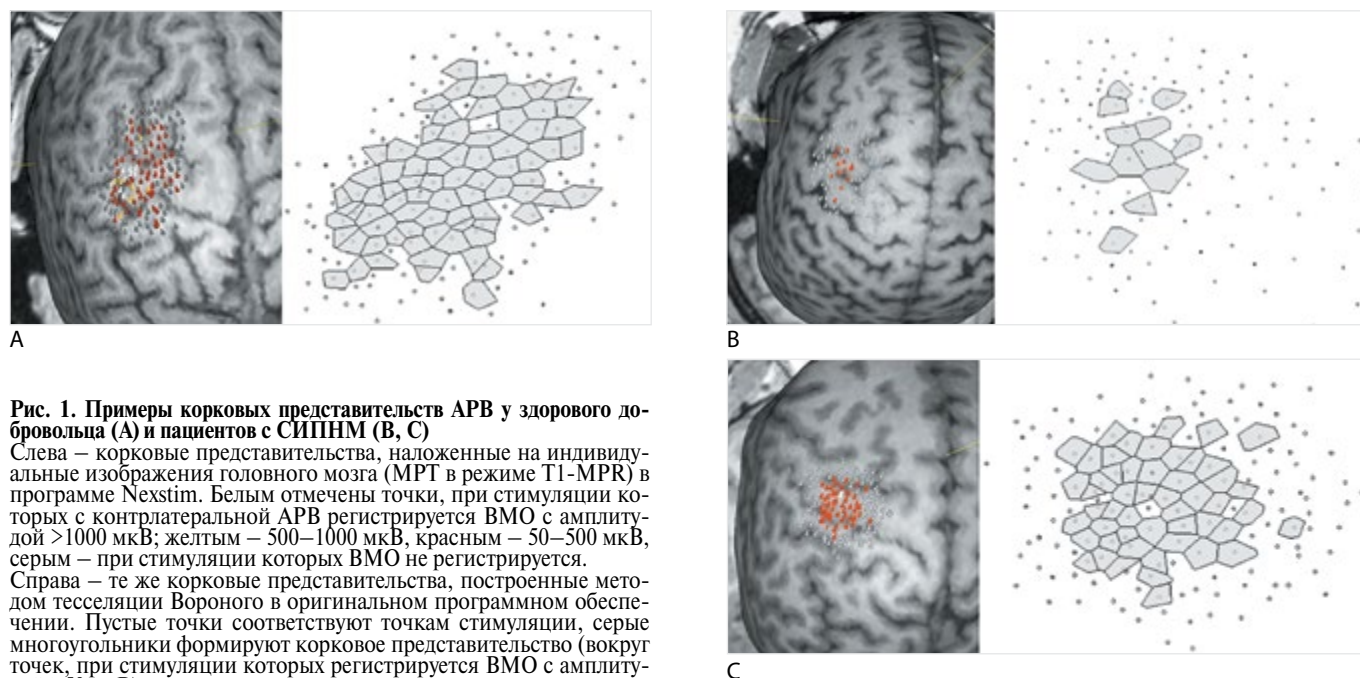 A
B
Рис. 1. Примеры корковых представительств АРВ у здорового до-
бровольца (А) и пациентов с СИПНМ (В, С)
Слева – корковые представительства, наложенные на индивиду-
альные изображения головного мозга (МРТ в режиме Т1-MPR) в
программе Nexstim. Белым отмечены точки, при стимуляции ко-
торых с контрлатеральной АРВ регистрируется ВМО с амплиту-
дой >1000 мкВ; желтым – 500–1000 мкВ, красным – 50–500 мкВ,
серым – при стимуляции которых ВМО не регистрируется.
Справа – те же корковые представительства, построенные мето-
дом тесселяции Вороного в оригинальном программном обеспе-
чении. Пустые точки соответствуют точкам стимуляции, серые
многоугольники формируют корковое представительство (вокруг
точек, при стимуляции которых регистрируется ВМО с амплиту-
C